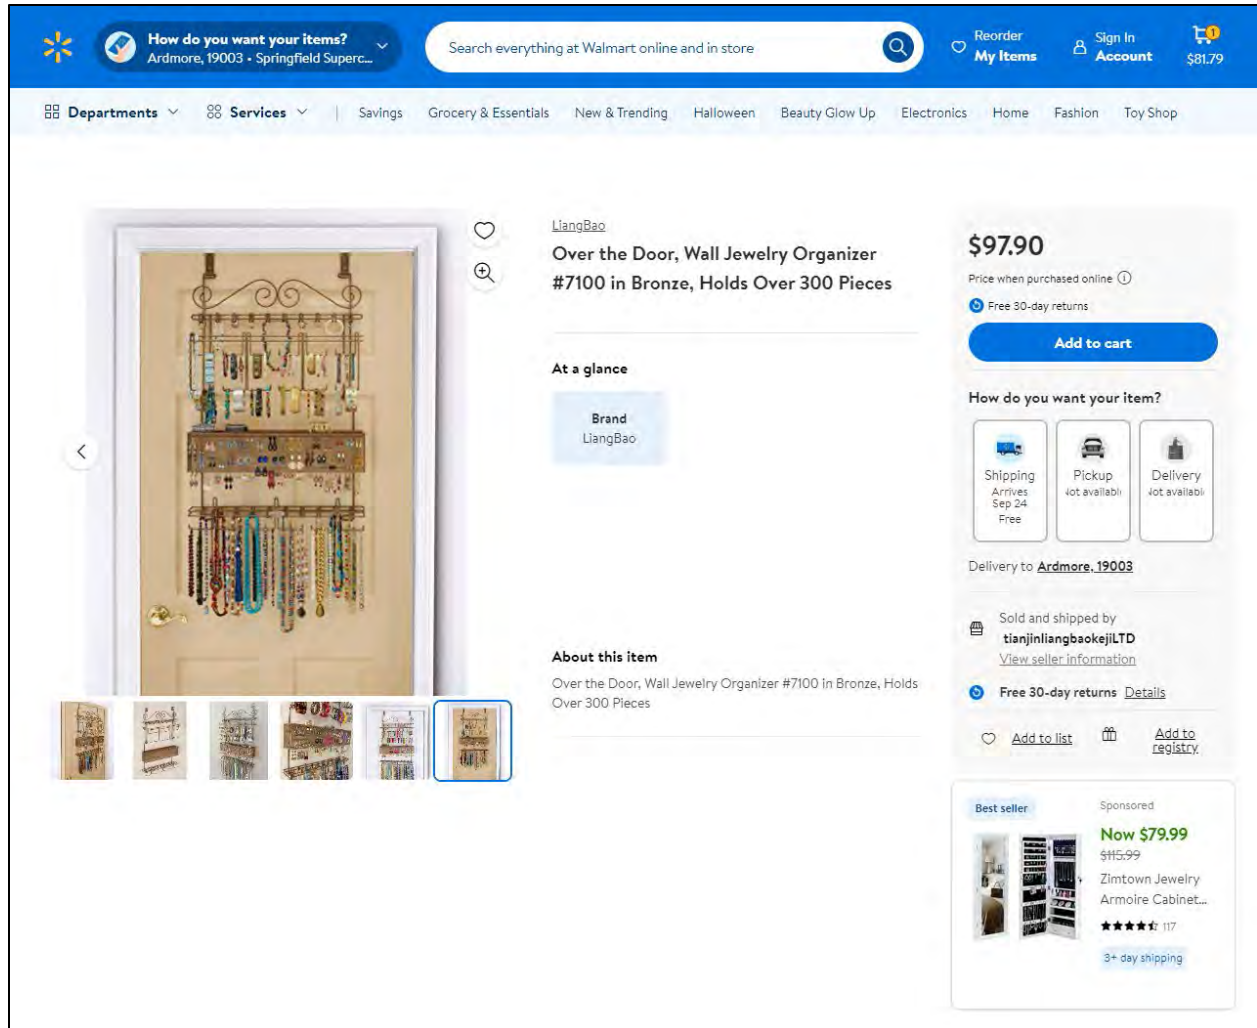 How do you want your items?
Ardmore, 19003 • Springfield Superc...
Search everything at Walmart online and in store
Reorder
My Items
Sign In
Account
1
$81.79
Departments
Services
Savings
Grocery & Essentials
New & Trending
Halloween
Beauty Glow Up
Electronics
Home
Fashion
Toy Shop
LiangBao
Over the Door, Wall Jewelry Organizer
#7100 in Bronze, Holds Over 300 Pieces
At a glance
Brand
LiangBao
About this item
Over the Door, Wall Jewelry Organizer #7100 in Bronze, Holds
Over 300 Pieces
$97.90
Price when purchased online
Free 30-day returns
Add to cart
How do you want your item?
Shipping
Arrives
Sep 24
Free
Pickup
Not availabl
Delivery
Not availabl
Delivery to Ardmore, 19003
Sold and shipped by
tianjinliangbaokejiLTD
View seller information
Free 30-day returns Details
Add to list
Add to
registry
Best seller
Sponsored
Now $79.99
$115.99
Zimtown Jewelry
Armoire Cabinet...
117
3+ day shipping